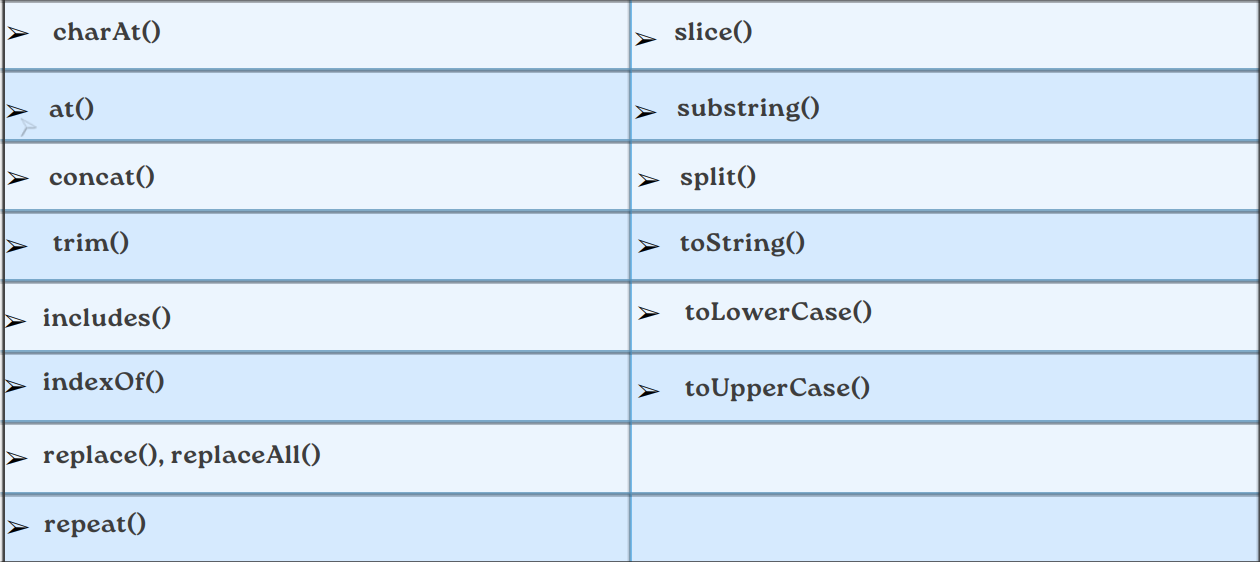 ➢ charAt()
➢ at()
➢ concat()
➢ trim()
➢ includes()
➢ indexOf()
➢ replace(), replaceAll()
➢ repeat()
➢ slice()
➢ substring()
➢ split()
➢ toString()
➢ toLowerCase()
➢ toUpperCase()